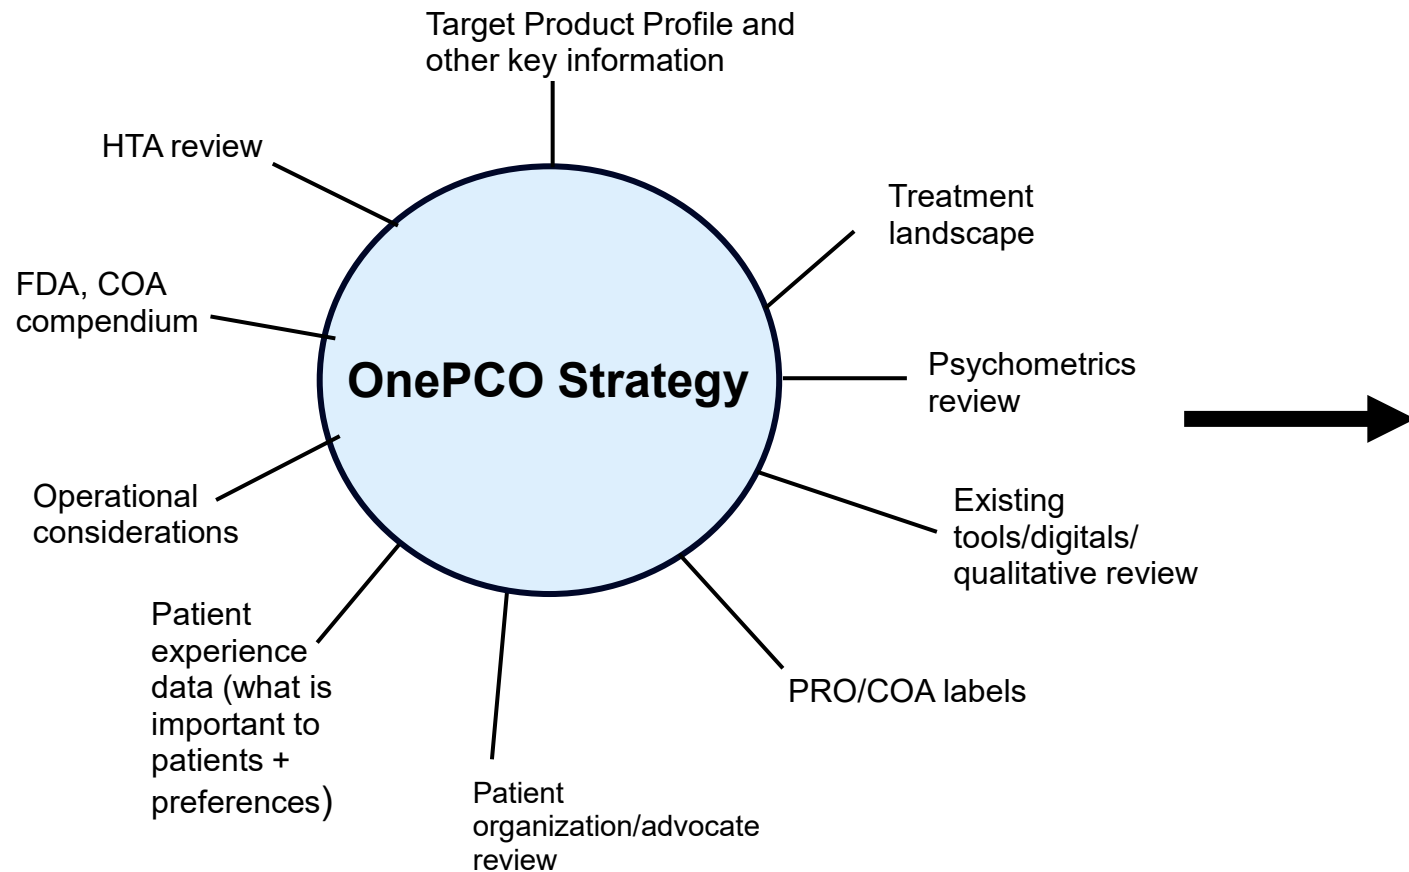 Target Product Profile and
other key information
HTA review
Treatment
landscape
FDA, COA
compendium
OnePCO Strategy
Psychometrics
review
Operational
considerations
Existing
tools/digitals/
qualitative review
Patient
experience
data (what is
important to
patients +
preferences)
PRO/COA labels
Patient
organization/advocate
review